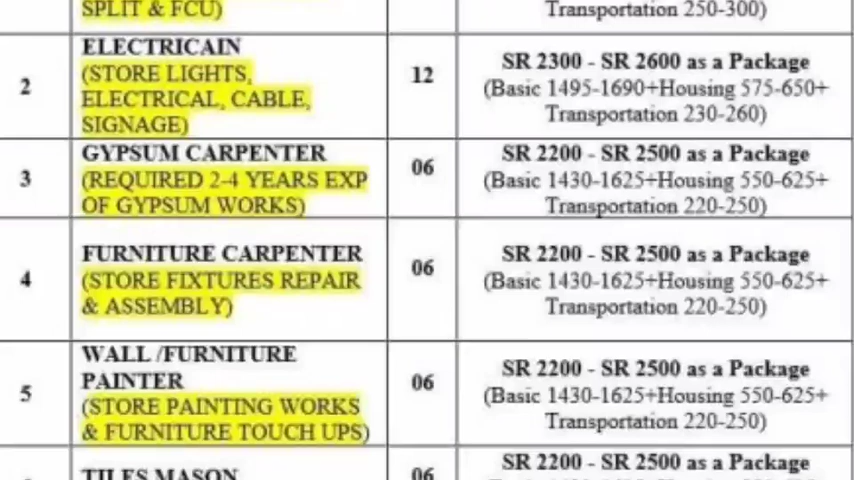 SPLIT & FCU)
Transportation 250-300)
2
ELECTRICAIN
(STORE LIGHTS,
ELECTRICAL, CABLE,
SIGNAGE)
12
SR 2300 - SR 2600 as a Package
(Basic 1495-1690+Housing 575-650+
Transportation 230-260)
3
GYPSUM CARPENTER
(REQUIRED 2-4 YEARS EXP
OF GYPSUM WORKS)
06
SR 2200 - SR 2500 as a Package
(Basic 1430-1625+Housing 550-625+
Transportation 220-250)
4
FURNITURE CARPENTER
(STORE FIXTURES REPAIR
& ASSEMBLY)
06
SR 2200 - SR 2500 as a Package
(Basic 1430-1625+Housing 550-625+
Transportation 220-250)
5
WALL /FURNITURE
PAINTER
(STORE PAINTING WORKS
& FURNITURE TOUCH UPS)
06
SR 2200 - SR 2500 as a Package
(Basic 1430-1625+Housing 550-625+
Transportation 220-250)
TILES MASON
06
SR 2200 - SR 2500 as a Package